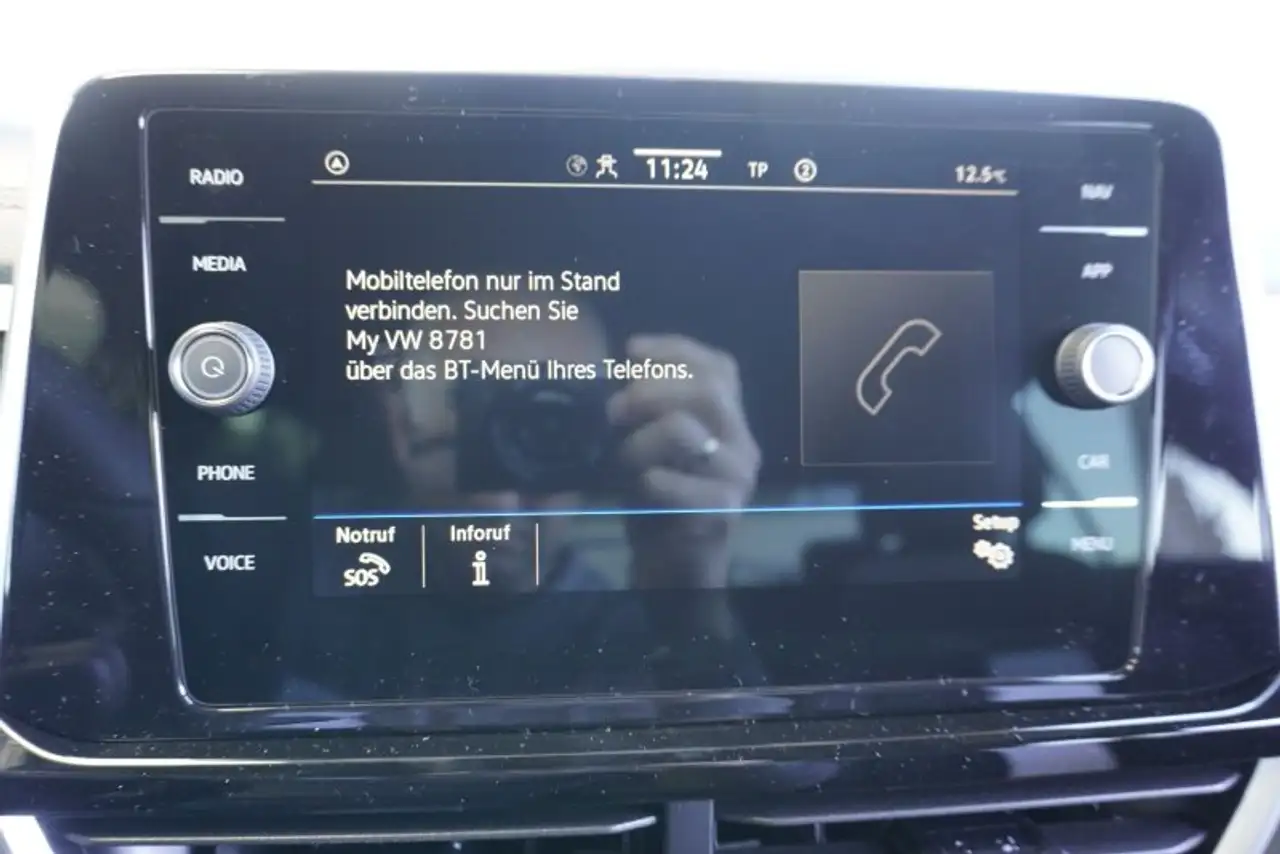 RADIO
MEDIA
PHONE
VOICE
11:24 TP 2 12.5°C
Mobiltelefon nur im Stand
verbinden. Suchen Sie
My VW 8781
über das BT-Menü Ihres Telefons.
Notruf
SOS
Inforuf
i
Setup
NAV
APP
CAR
MENU